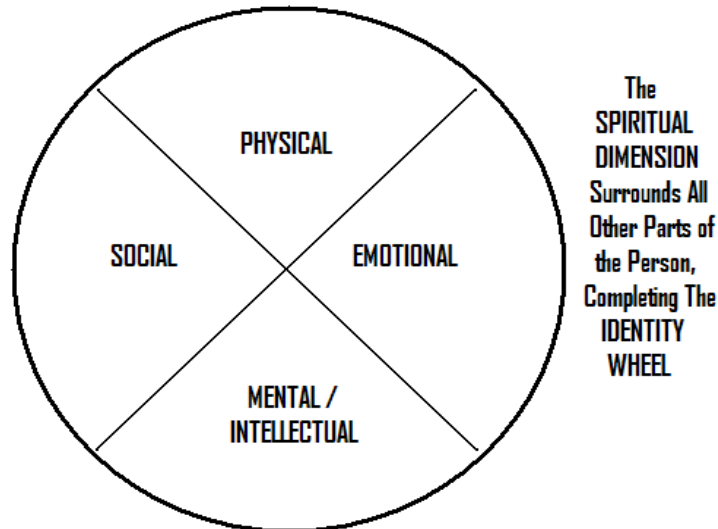 PHYSICAL
SOCIAL
EMOTIONAL
MENTAL /
INTELLECTUAL
The
SPIRITUAL
DIMENSION
Surrounds All
Other Parts of
the Person,
Completing The
IDENTITY
WHEEL